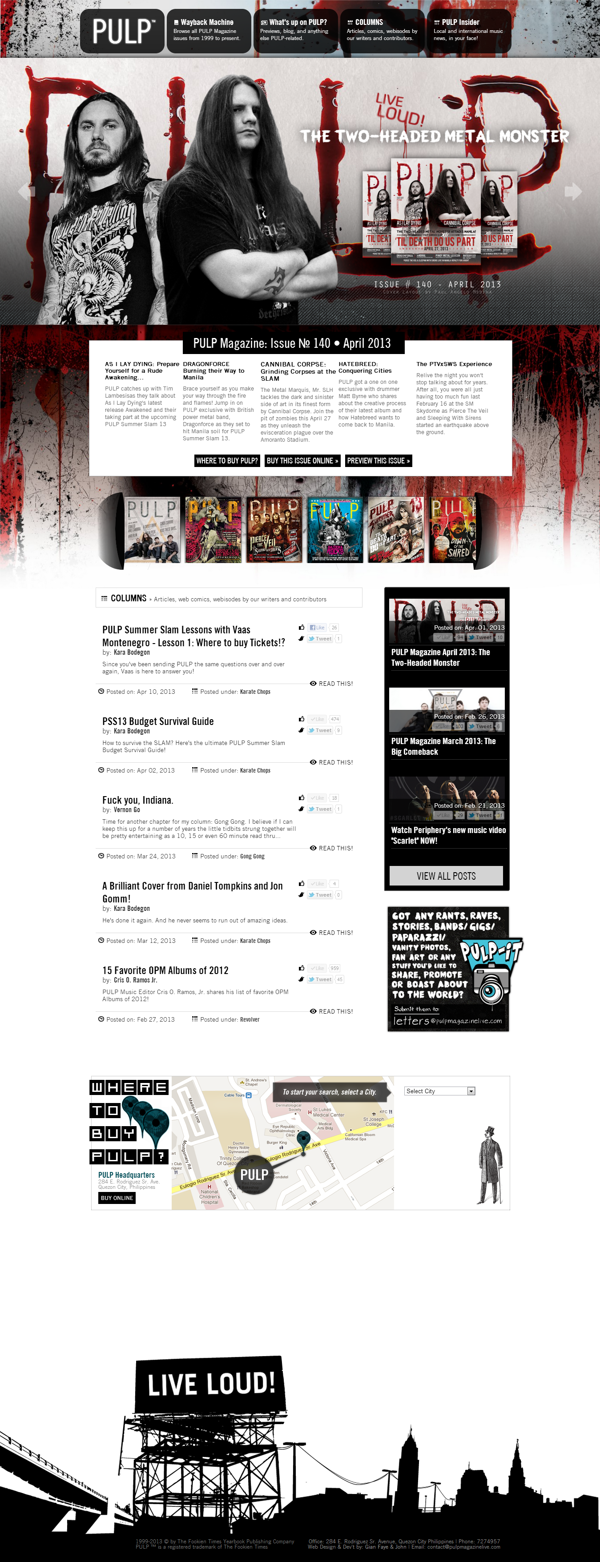 PULP™
Wayback Machine
Browse all PULP Magazine
issues from 1999 to present.
What's up on PULP?
Previews, blog, and anything
else PULP-related.
COLUMNS
Articles, comics, webisodes by
our writers and contributors.
PULP Insider
Local and international music
news, in your face!
PULP
LIVE
LOUD!
THE TWO-HEADED METAL MONSTER
PULP
AS I LAY DYING
CANNIBAL CORPSE
'TIL DEATH DO US PART
APRIL 27, 2013
ISSUE # 140 - APRIL 2013
PULP Magazine: Issue № 140 • April 2013
AS I LAY DYING: Prepare
Yourself for a Rude
Awakening...
PULP catches up with Tim
Lambesisas they talk about
As I Lay Dying's latest
release Awakened and their
taking part at the upcoming
PULP Summer Slam 13
DRAGONFORCE
Burning their Way to
Manila
Brace yourself as we make
your way through the fire
and flames! Jump in on
PULP exclusive with British
power metal band,
Dragonforce as they set to
hit Manila soil for PULP
Summer Slam 13.
CANNIBAL CORPSE:
Grinding Corpses at the
SLAM
The Metal Marquis, Mr. SLH
tackles the dark and sinister
side of art in its finest form
by Cannibal Corpse. Join the
pit of zombies this April 27
as they unleash the
evisceration plague over the
Amoranto Stadium.
HATEBREED:
Conquering Cities
PULP got a one on one
exclusive with drummer
Matt Byrne who shares
about the creative process
of their latest album and
how Hatebreed wants to
come back to Manila.
The PTVxSWS Experience
Relive the night you won't
stop talking about for years.
After all, you were all just
having too much fun last
February 16 at the SM
Skydome as Pierce The Veil
and Sleeping With Sirens
started an earthquake above
the ground.
WHERE TO BUY PULP?
BUY THIS ISSUE ONLINE »
PREVIEW THIS ISSUE »
COLUMNS » Articles, web comics, webisodes by our writers and contributors
PULP Summer Slam Lessons with Vaas
Montenegro - Lesson 1: Where to buy Tickets!?
by: Kara Bodegon
Since you've been sending PULP the same questions over and over
again, Vaas is here to answer you!
READ THIS!
Posted on: Apr 10, 2013
Posted under: Karate Chops
PSS13 Budget Survival Guide
by: Kara Bodegon
How to survive the SLAM? Here's the ultimate PULP Summer Slam
Budget Survival Guide!
READ THIS!
Posted on: Apr 02, 2013
Posted under: Karate Chops
Fuck you, Indiana.
by: Vernon Go
Time for another chapter for my column: Gong Gong. I believe if I can
keep this up for a number of years the little tidbits strung together will
be pretty entertaining as a 10, 15 or even 60 minute read thru...
READ THIS!
Posted on: Mar 24, 2013
Posted under: Gong Gong
A Brilliant Cover from Daniel Tompkins and Jon
Gomm!
by: Kara Bodegon
He's done it again. And he never seems to run out of amazing ideas.
READ THIS!
Posted on: Mar 12, 2013
Posted under: Karate Chops
15 Favorite OPM Albums of 2012
by: Cris O. Ramos Jr.
PULP Music Editor Cris O. Ramos, Jr. shares his list of favorite OPM
Albums of 2012!
READ THIS!
Posted on: Feb 27, 2013
Posted under: Revolver
Posted on: Apr. 01, 2013
PULP Magazine April 2013: The
Two-Headed Monster
Posted on: Feb. 26, 2013
PULP Magazine March 2013: The
Big Comeback
Posted on: Feb. 21, 2013
Watch Periphery's new music video
"Scarlet" NOW!
VIEW ALL POSTS
GOT ANY RANTS, RAVES,
STORIES, BANDS/ GIGS/
PAPARAZZI/
VANITY PHOTOS,
FAN ART OR ANY
STUFF YOU'D LIKE TO
SHARE, PROMOTE
OR BOAST ABOUT
TO THE WORLD?
PULP-IT
Submit them to
letters@pulpmagazinelive.com
WHERE
TO
BUY
PULP?
PULP Headquarters
284 E. Rodriguez Sr. Ave.
Quezon City, Philippines
BUY ONLINE
To start your search, select a City.
Select City
Eulogio Rodriguez Sr. Ave
PULP
LIVE LOUD!
1999-2013 © by The Fookien Times Yearbook Publishing Company
PULP ™ is a registered trademark of The Fookien Times
Office: 284 E. Rodriguez Sr. Avenue, Quezon City Philippines | Phone: 7274957
Web Design & Dev't by: Gian Faye & John | Email: contact@pulpmagazinelive.com